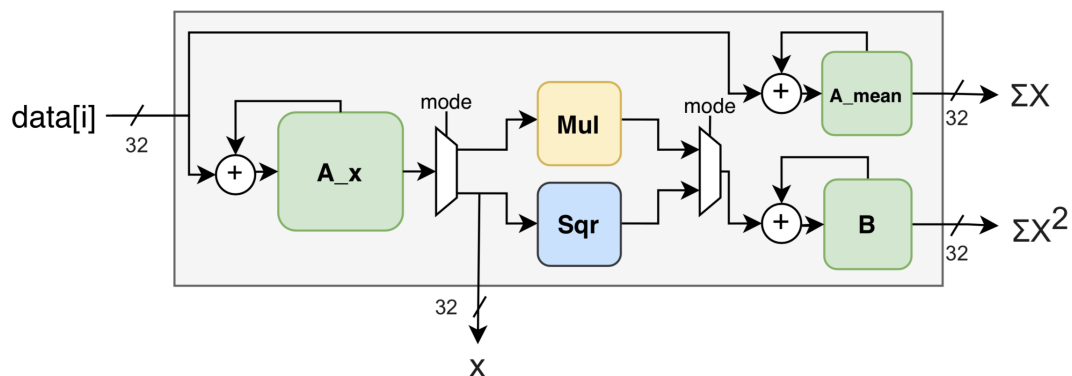 data[i]
32
+
A_x
mode
Mul
Sqr
mode
+
A_mean
32
ΣX
+
B
32
ΣX²
32
x